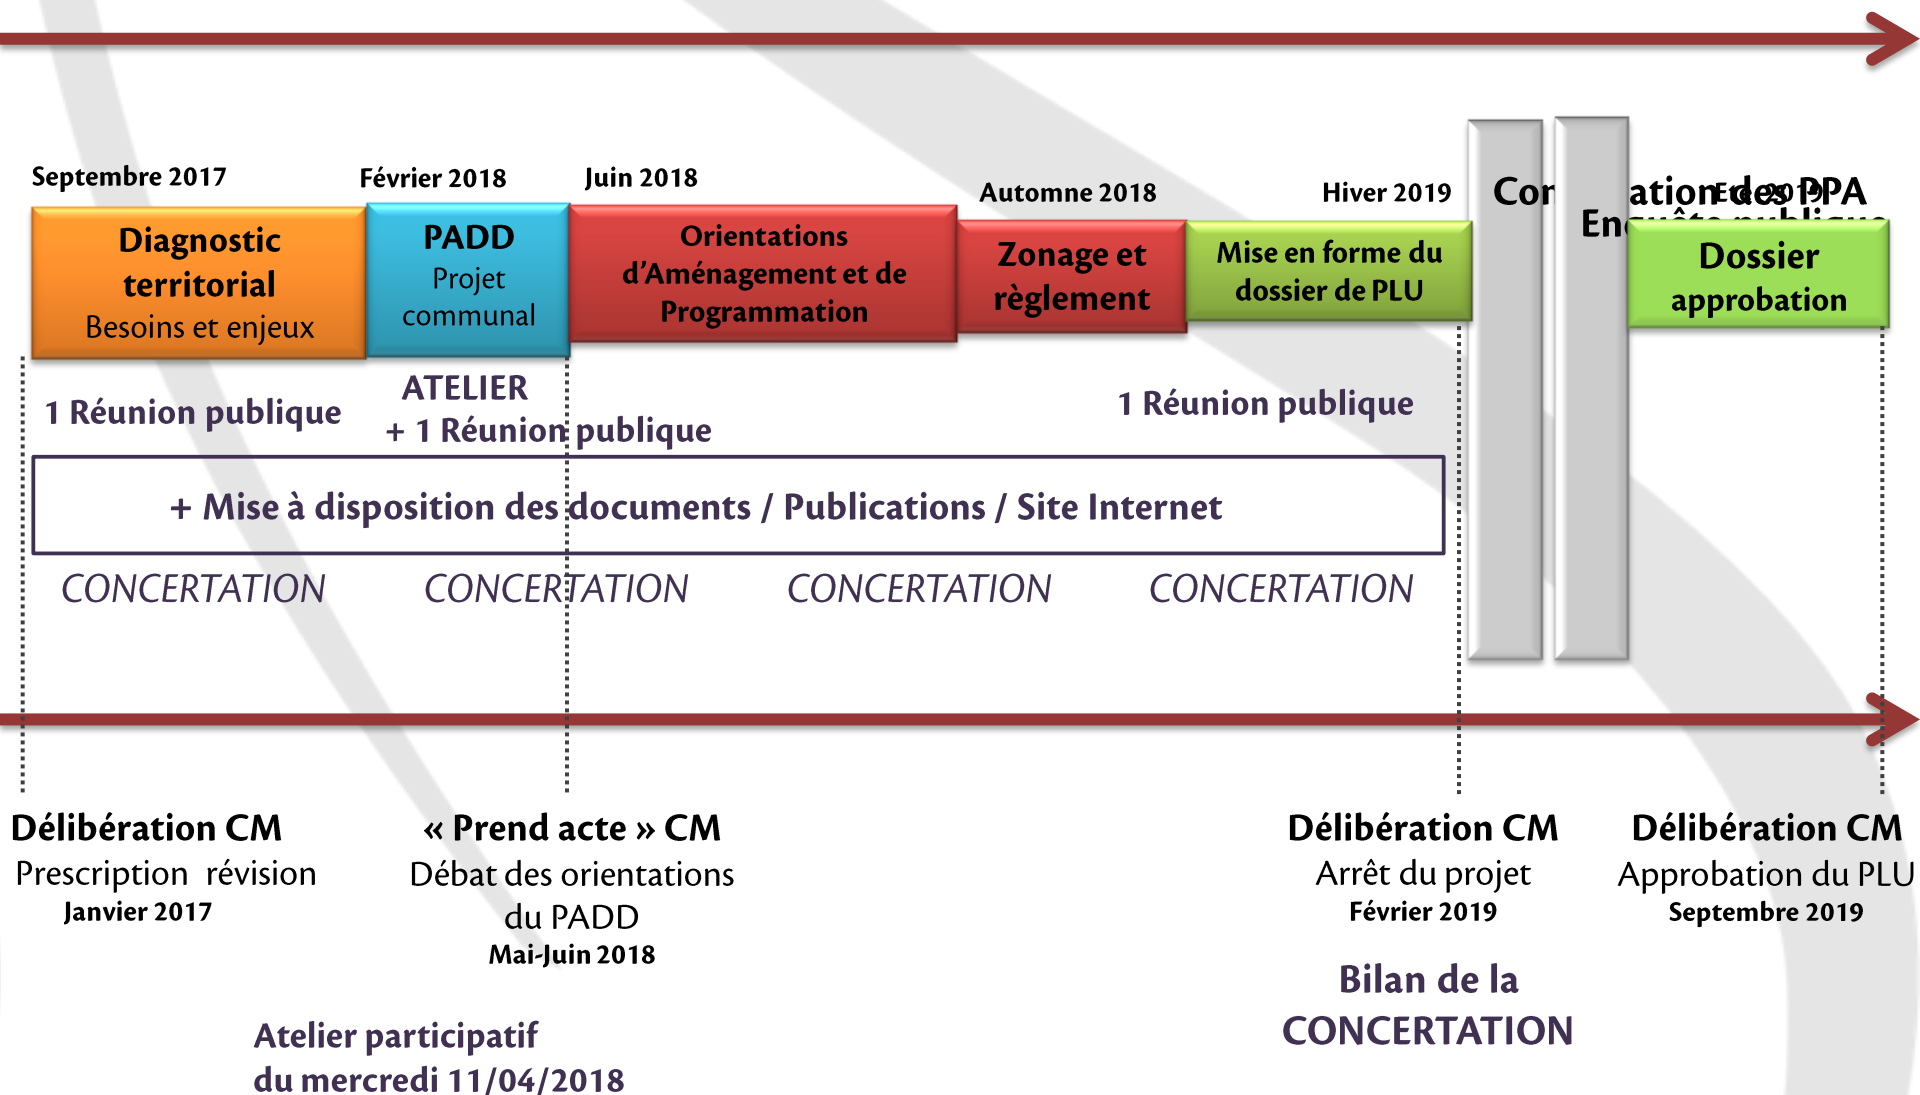 Septembre 2017
Février 2018
Juin 2018
Automne 2018
Hiver 2019
Eté 2019
des PPA
Diagnostic
territorial
Besoins et enjeux
PADD
Projet
communal
Orientations
d’Aménagement et de
Programmation
Zonage et
règlement
Mise en forme du
dossier de PLU
Dossier
approbation
1 Réunion publique
ATELIER
+ 1 Réunion publique
1 Réunion publique
+ Mise à disposition des documents / Publications / Site Internet
CONCERTATION CONCERTATION CONCERTATION CONCERTATION
Délibération CM
Prescription révision
Janvier 2017
« Prend acte » CM
Débat des orientations
du PADD
Mai-Juin 2018
Délibération CM
Arrêt du projet
Février 2019
Délibération CM
Approbation du PLU
Septembre 2019
Bilan de la
CONCERTATION
Atelier participatif
du mercredi 11/04/2018